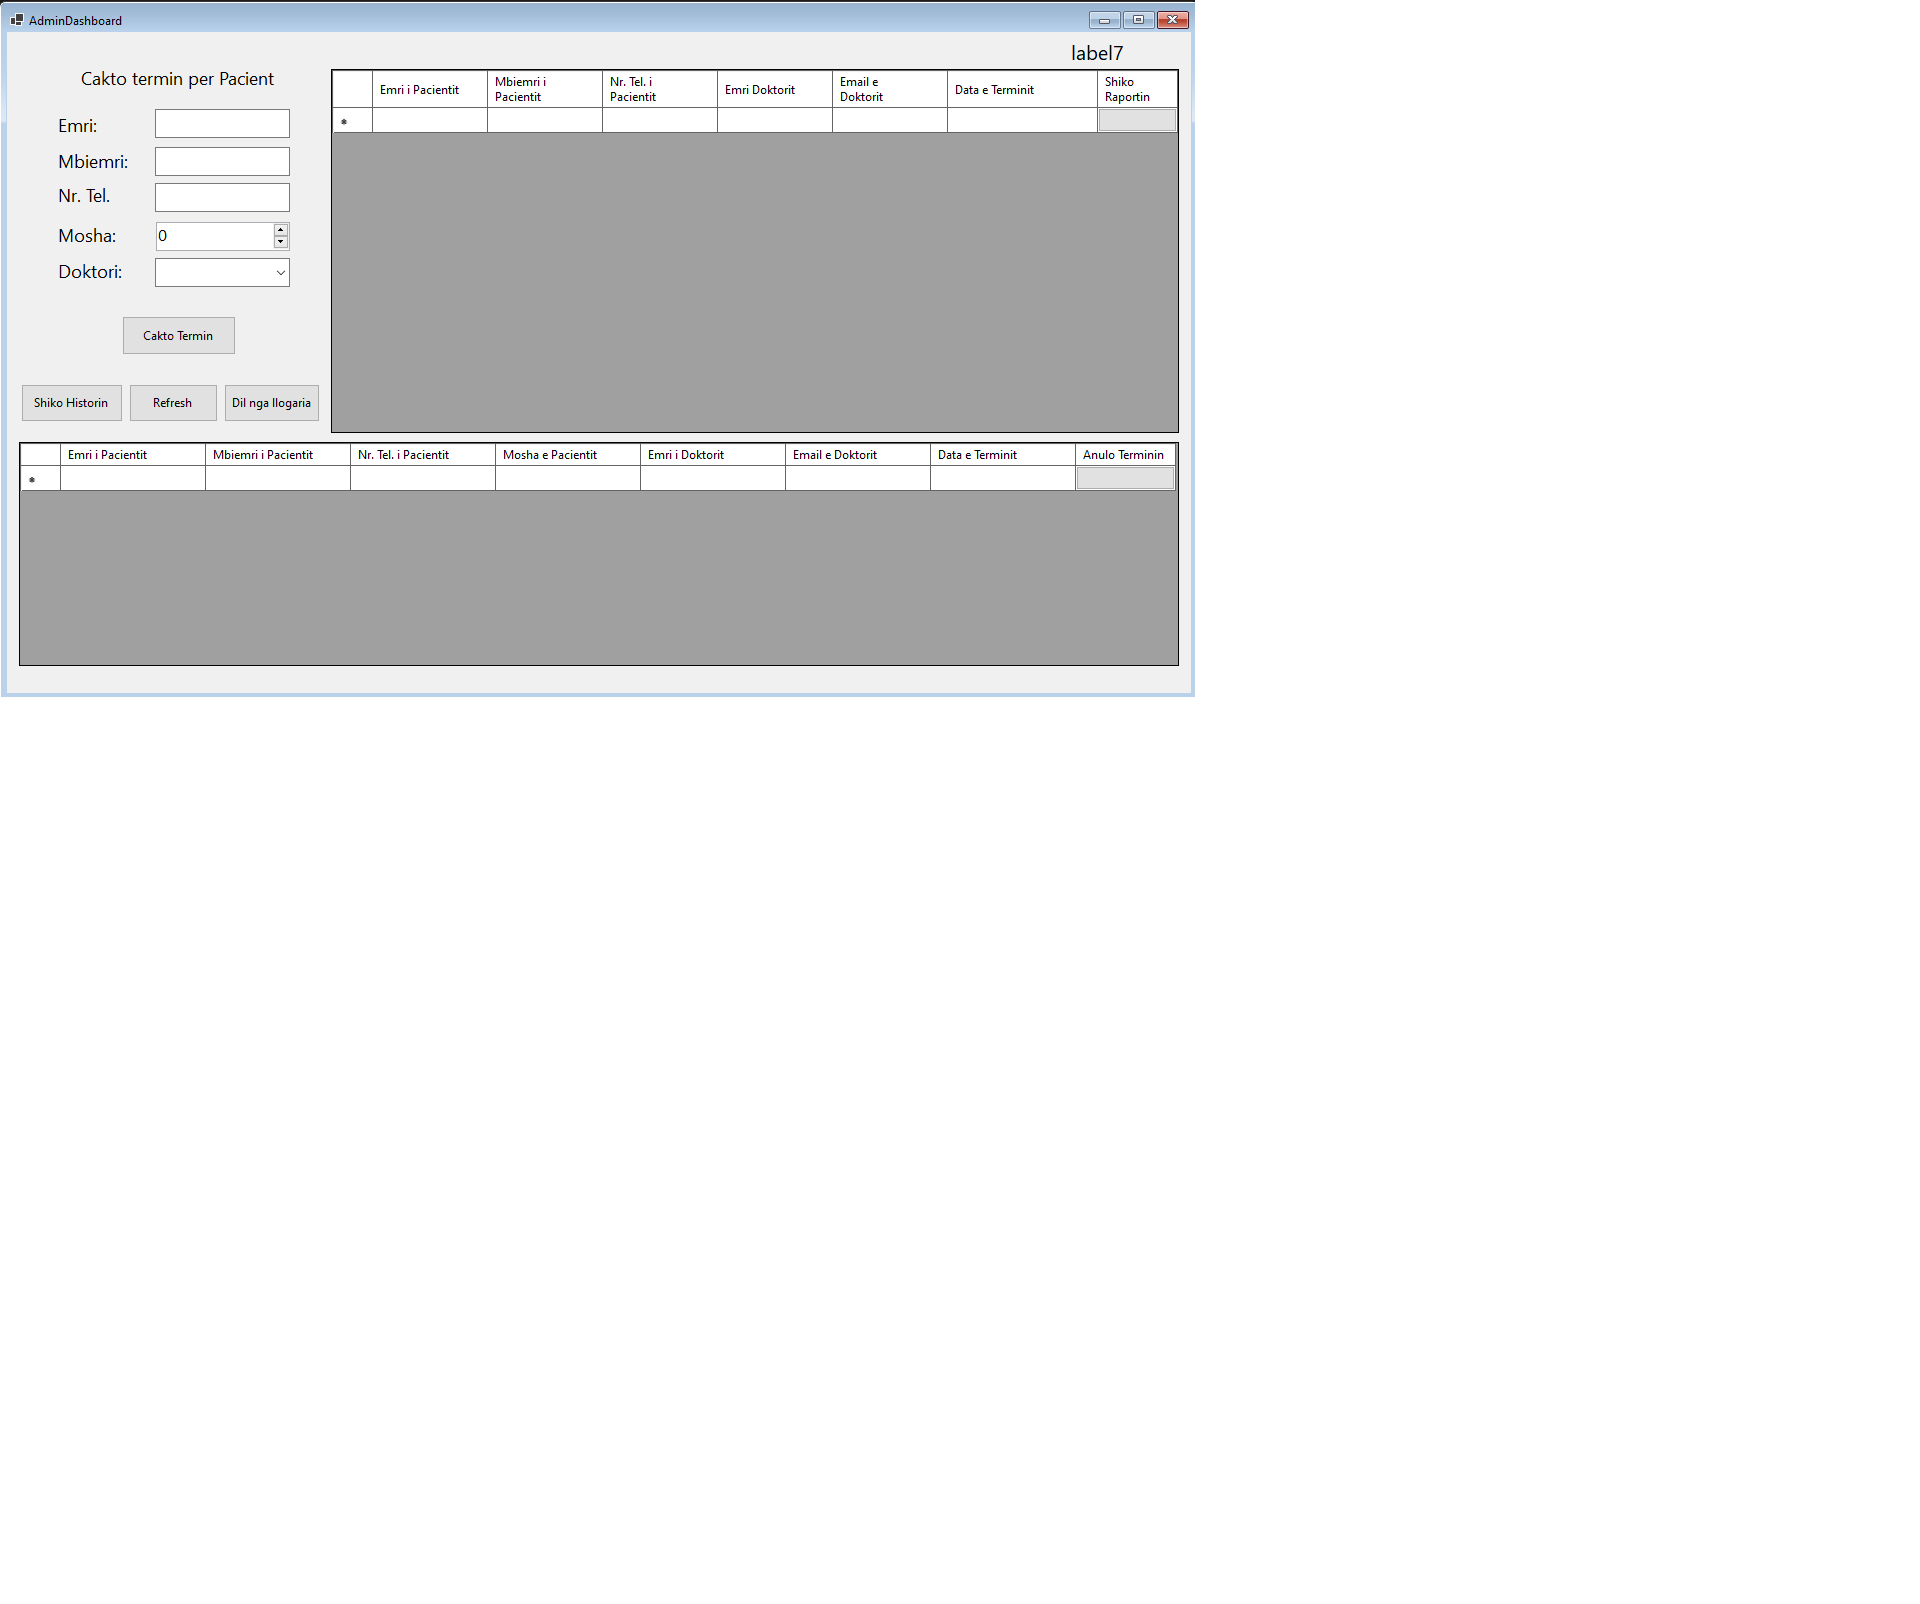 AdminDashboard
label7
Cakto termin per Pacient
Emri:
Mbiemri:
Nr. Tel.
Mosha:
0
Doktori:
Cakto Termin
Shiko Historin
Refresh
Dil nga llogaria
Emri i Pacientit
Mbiemri i
Pacientit
Nr. Tel. i
Pacientit
Emri Doktorit
Email e
Doktorit
Data e Terminit
Shiko
Raportin
Emri i Pacientit
Mbiemri i Pacientit
Nr. Tel. i Pacientit
Mosha e Pacientit
Emri i Doktorit
Email e Doktorit
Data e Terminit
Anulo Terminin